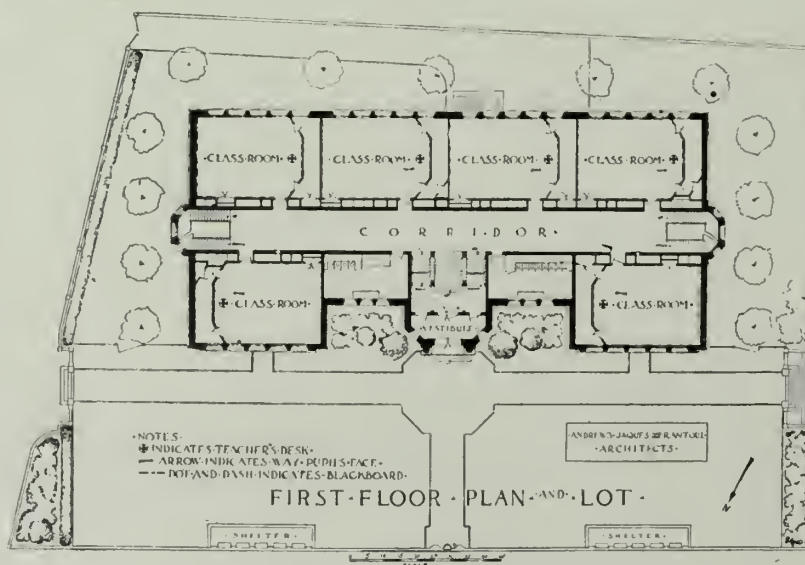 ·CLASS·ROOM· ·CLASS·ROOM· ·CLASS·ROOM· ·CLASS·ROOM·
CORRIDOR·
·CLASS·ROOM· ·CLASS·ROOM·
VESTIBULE
·NOTES·
INDICATES·TEACHER'S·DESK·
ARROW·INDICATES·WAY·PUPILS·FACE·
DOT·AND·DASH·INDICATES·BLACKBOARD·
ANDREWS·JAQUES AND RANTOUL·
·ARCHITECTS·
FIRST·FLOOR·PLAN·AND·LOT·
N
·SHELTER· ·SHELTER·
SCALE